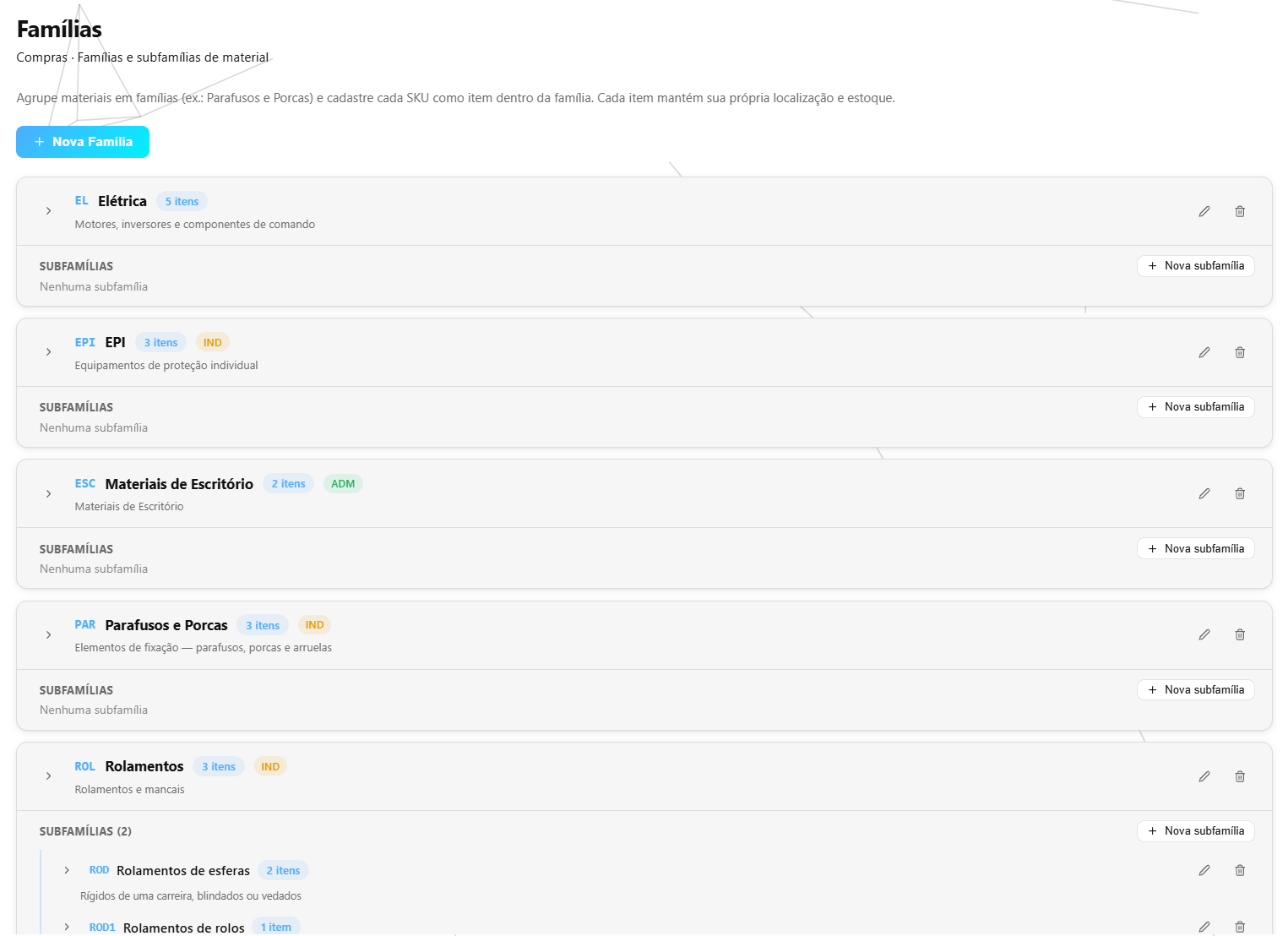 Famílias
Compras · Famílias e subfamílias de material
Agrupe materiais em famílias (ex.: Parafusos e Porcas) e cadastre cada SKU como item dentro da família. Cada item mantém sua própria localização e estoque.
+ Nova Família
EL Elétrica 5 itens
Motores, inversores e componentes de comando
SUBFAMÍLIAS + Nova subfamília
Nenhuma subfamília
EPI EPI 3 itens IND
Equipamentos de proteção individual
SUBFAMÍLIAS + Nova subfamília
Nenhuma subfamília
ESC Materiais de Escritório 2 itens ADM
Materiais de Escritório
SUBFAMÍLIAS + Nova subfamília
Nenhuma subfamília
PAR Parafusos e Porcas 3 itens IND
Elementos de fixação — parafusos, porcas e arruelas
SUBFAMÍLIAS + Nova subfamília
Nenhuma subfamília
ROL Rolamentos 3 itens IND
Rolamentos e mancais
SUBFAMÍLIAS (2) + Nova subfamília
ROD Rolamentos de esferas 2 itens
Rígidos de uma carreira, blindados ou vedados
ROD1 Rolamentos de rolos 1 item